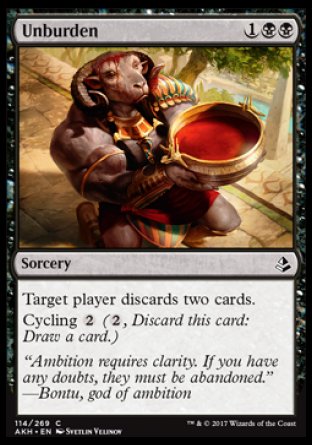 Unburden 1
Sorcery
Target player discards two cards.
Cycling 2 (2, Discard this card:
Draw a card.)
“Ambition requires clarity. If you have
any doubts, they must be abandoned.”
—Bontu, god of ambition
114/269 C
AKH • EN SVETLIN VELINOV
™ & © 2017 Wizards of the Coast